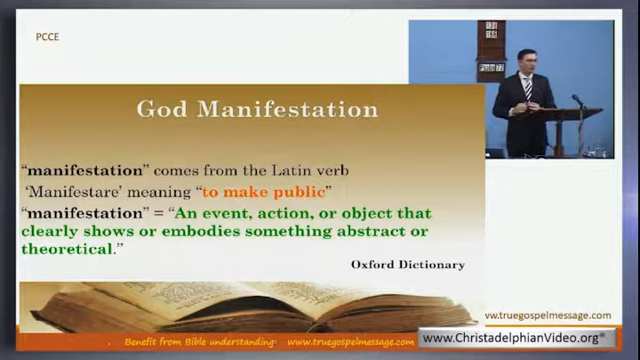 PCCE
God Manifestation
“manifestation” comes from the Latin verb
‘Manifestare’ meaning “to make public”
“manifestation” = “An event, action, or object that
clearly shows or embodies something abstract or
theoretical.”
Oxford Dictionary
ww.truegospelmessage.com
Benefit from Bible understanding: www.truegospelmessage.com
www.ChristadelphianVideo.org